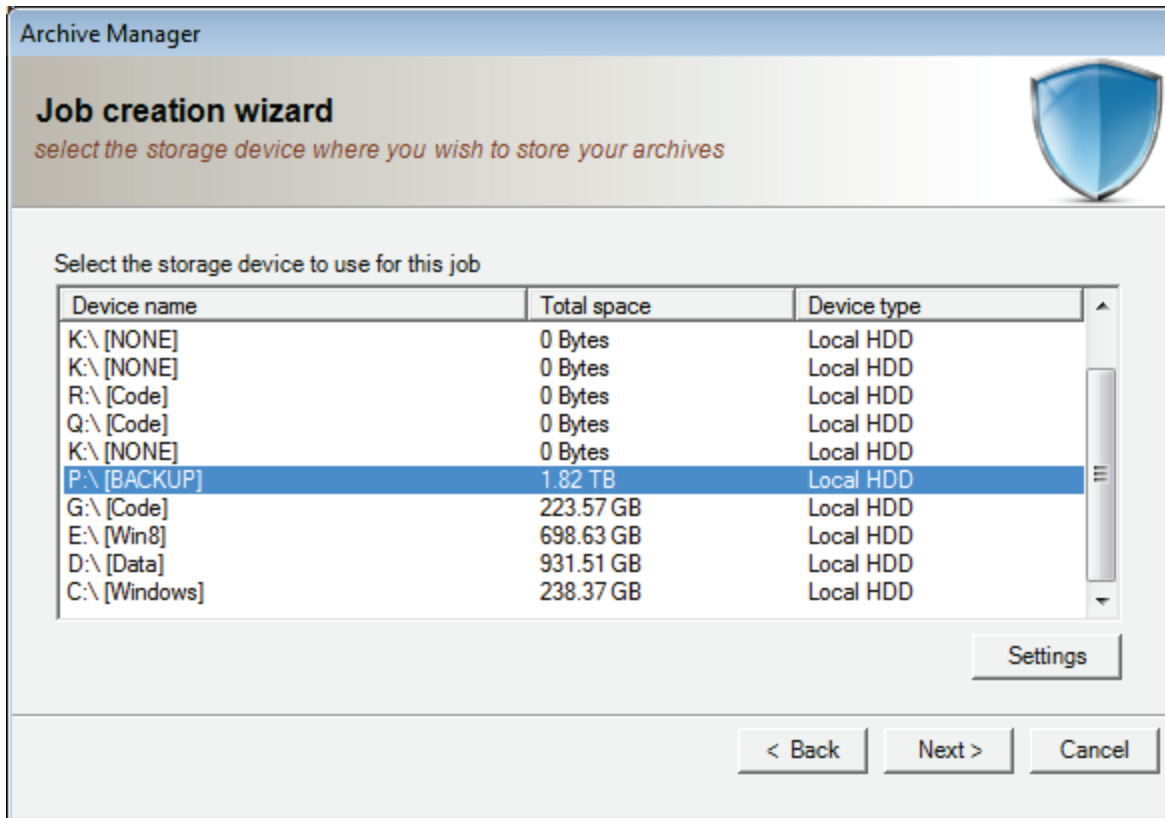 Archive Manager
Job creation wizard
select the storage device where you wish to store your archives
Select the storage device to use for this job
Device name Total space Device type
K:\ [NONE] 0 Bytes Local HDD
K:\ [NONE] 0 Bytes Local HDD
R:\ [Code] 0 Bytes Local HDD
Q:\ [Code] 0 Bytes Local HDD
K:\ [NONE] 0 Bytes Local HDD
P:\ [BACKUP] 1.82 TB Local HDD
G:\ [Code] 223.57 GB Local HDD
E:\ [Win8] 698.63 GB Local HDD
D:\ [Data] 931.51 GB Local HDD
C:\ [Windows] 238.37 GB Local HDD
Settings
< Back Next > Cancel